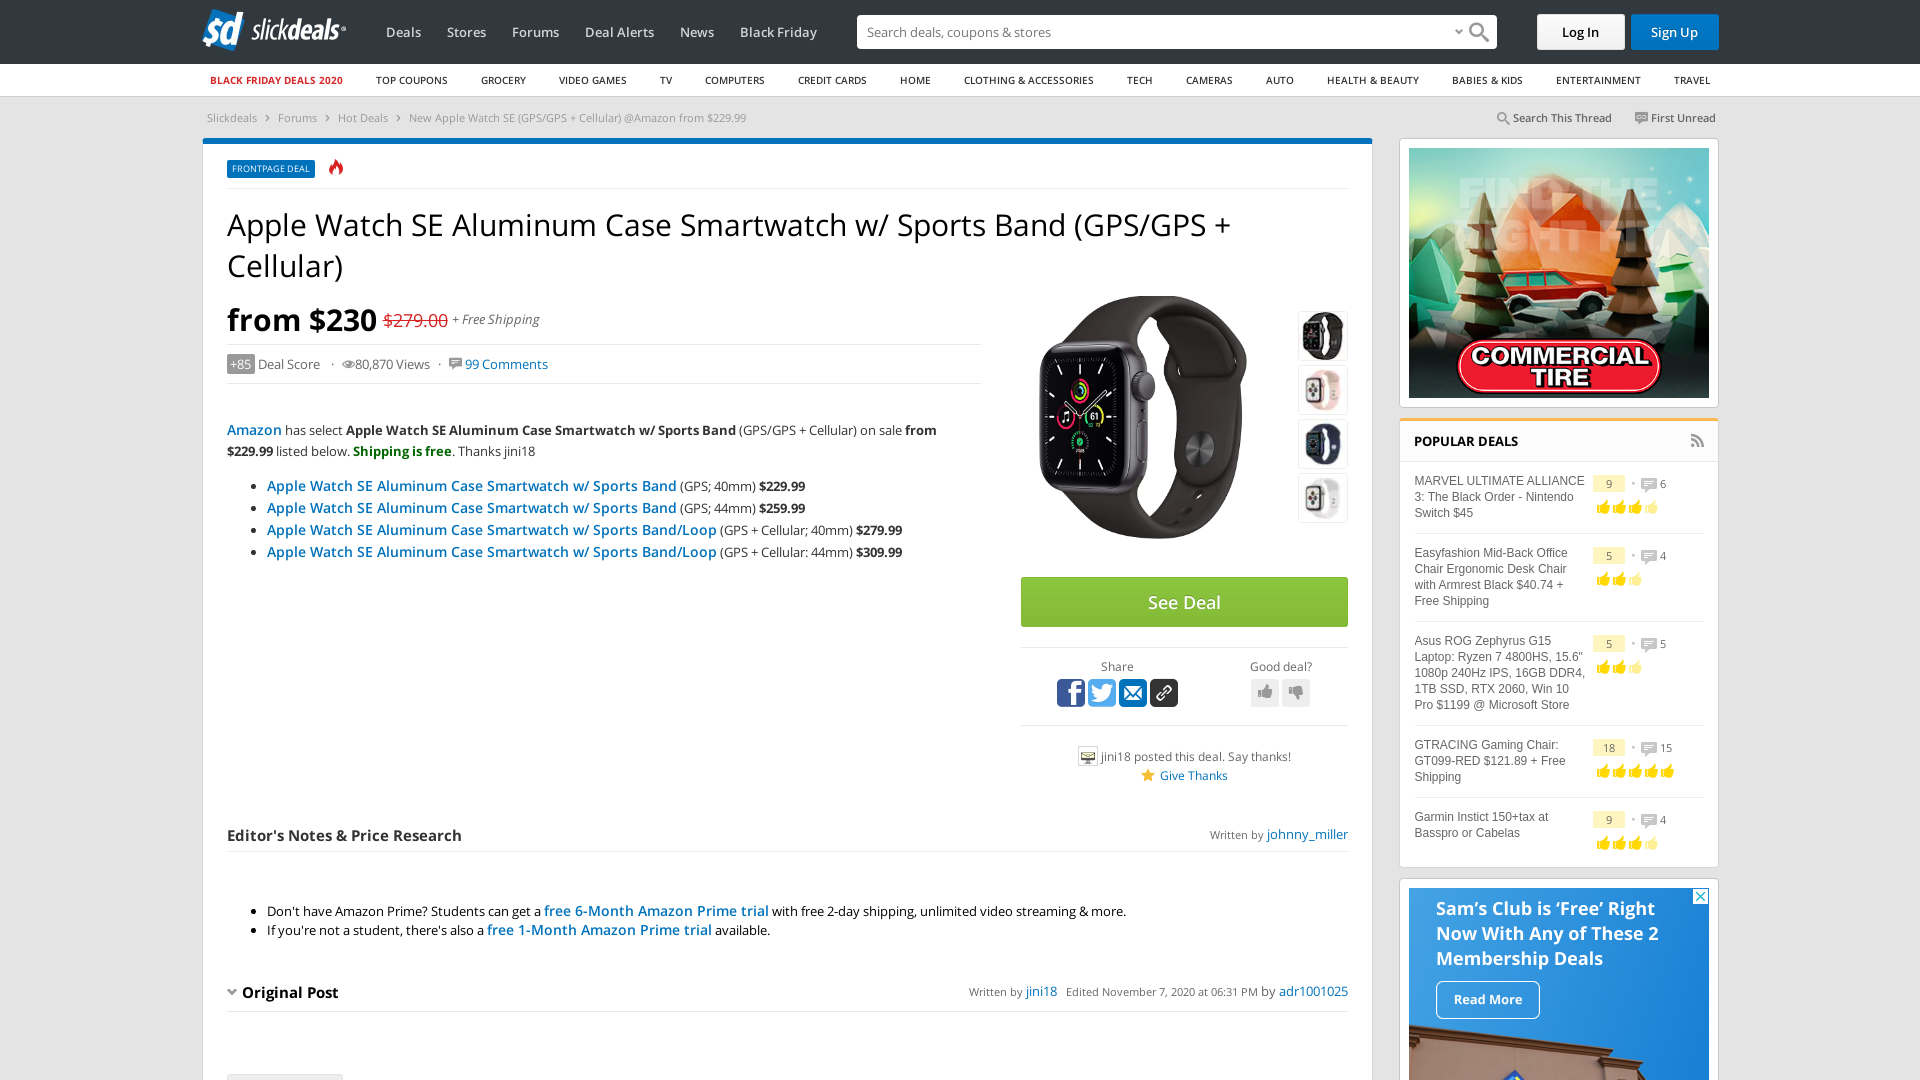 sd slickdeals
Deals Stores Forums Deal Alerts News Black Friday
Search deals, coupons & stores
Log In
Sign Up
BLACK FRIDAY DEALS 2020 TOP COUPONS GROCERY VIDEO GAMES TV COMPUTERS CREDIT CARDS HOME CLOTHING & ACCESSORIES TECH CAMERAS AUTO HEALTH & BEAUTY BABIES & KIDS ENTERTAINMENT TRAVEL
Slickdeals > Forums > Hot Deals > New Apple Watch SE (GPS/GPS + Cellular) @Amazon from $229.99
Search This Thread
First Unread
FRONTPAGE DEAL
Apple Watch SE Aluminum Case Smartwatch w/ Sports Band (GPS/GPS +
Cellular)
from $230 $279.00 + Free Shipping
+85 Deal Score · 80,870 Views · 99 Comments
Amazon has select Apple Watch SE Aluminum Case Smartwatch w/ Sports Band (GPS/GPS + Cellular) on sale from
$229.99 listed below. Shipping is free. Thanks jini18
• Apple Watch SE Aluminum Case Smartwatch w/ Sports Band (GPS; 40mm) $229.99
• Apple Watch SE Aluminum Case Smartwatch w/ Sports Band (GPS; 44mm) $259.99
• Apple Watch SE Aluminum Case Smartwatch w/ Sports Band/Loop (GPS + Cellular; 40mm) $279.99
• Apple Watch SE Aluminum Case Smartwatch w/ Sports Band/Loop (GPS + Cellular: 44mm) $309.99
61
See Deal
Share
Good deal?
jini18 posted this deal. Say thanks!
Give Thanks
Editor's Notes & Price Research
Written by johnny_miller
• Don't have Amazon Prime? Students can get a free 6-Month Amazon Prime trial with free 2-day shipping, unlimited video streaming & more.
• If you're not a student, there's also a free 1-Month Amazon Prime trial available.
Original Post
Written by jini18 Edited November 7, 2020 at 06:31 PM by adr1001025
FIND THE
RIGHT FIT
COMMERCIAL
TIRE
POPULAR DEALS
MARVEL ULTIMATE ALLIANCE
3: The Black Order - Nintendo
Switch $45
9 • 6
Easyfashion Mid-Back Office
Chair Ergonomic Desk Chair
with Armrest Black $40.74 +
Free Shipping
5 • 4
Asus ROG Zephyrus G15
Laptop: Ryzen 7 4800HS, 15.6"
1080p 240Hz IPS, 16GB DDR4,
1TB SSD, RTX 2060, Win 10
Pro $1199 @ Microsoft Store
5 • 5
GTRACING Gaming Chair:
GT099-RED $121.89 + Free
Shipping
18 • 15
Garmin Instict 150+tax at
Basspro or Cabelas
9 • 4
Sam's Club is 'Free' Right
Now With Any of These 2
Membership Deals
Read More